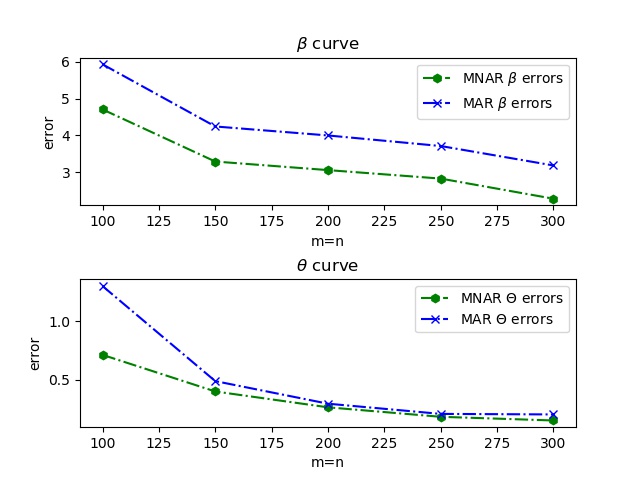 β curve
6
5
4
3
error
MNAR β errors
MAR β errors
100 125 150 175 200 225 250 275 300
m=n
θ curve
1.0
0.5
error
MNAR Θ errors
MAR Θ errors
100 125 150 175 200 225 250 275 300
m=n